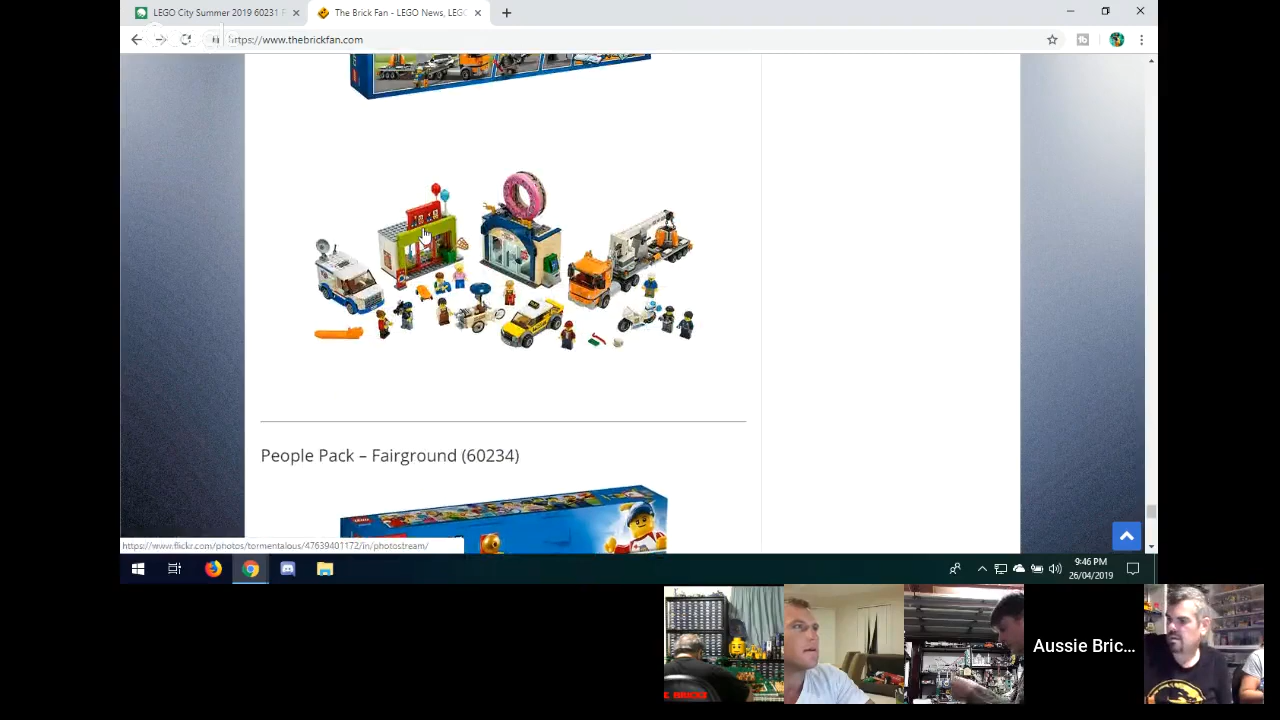 LEGO City Summer 2019 60231 F
The Brick Fan - LEGO News, LEGO
https://www.thebrickfan.com
People Pack – Fairground (60234)
https://www.flickr.com/photos/tormentalous/47639401172/in/photostream/
9:46 PM
26/04/2019
Aussie Bric...